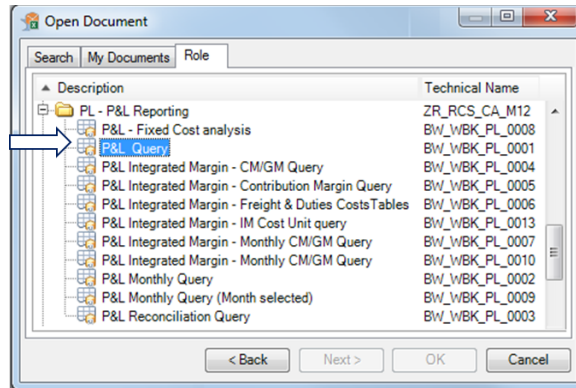 Open Document
Search My Documents Role
Description Technical Name
PL - P&L Reporting ZR_RCS_CA_M12
P&L - Fixed Cost analysis BW_WBK_PL_0008
P&L Query BW_WBK_PL_0001
P&L Integrated Margin - CM/GM Query BW_WBK_PL_0004
P&L Integrated Margin - Contribution Margin Query BW_WBK_PL_0005
P&L Integrated Margin - Freight & Duties CostsTables BW_WBK_PL_0006
P&L Integrated Margin - IM Cost Unit query BW_WBK_PL_0013
P&L Integrated Margin - Monthly CM/GM Query BW_WBK_PL_0007
P&L Integrated Margin - Monthly CM/GM Query BW_WBK_PL_0010
P&L Monthly Query BW_WBK_PL_0002
P&L Monthly Query (Month selected) BW_WBK_PL_0009
P&L Reconciliation Query BW_WBK_PL_0003
< Back Next > OK Cancel